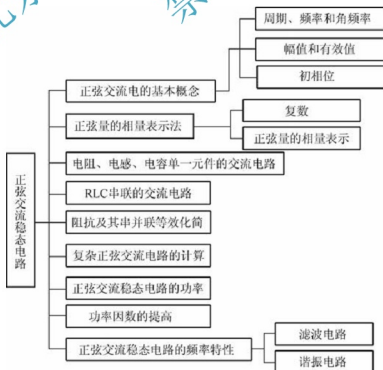 周期、频率和角频率
幅值和有效值
初相位
正弦交流电的基本概念
复数
正弦量的相量表示法
正弦量的相量表示
电阻、电感、电容单一元件的交流电路
正弦交流稳态电路
RLC串联的交流电路
阻抗及其串并联等效化简
复杂正弦交流电路的计算
正弦交流稳态电路的功率
功率因数的提高
滤波电路
正弦交流稳态电路的频率特性
谐振电路